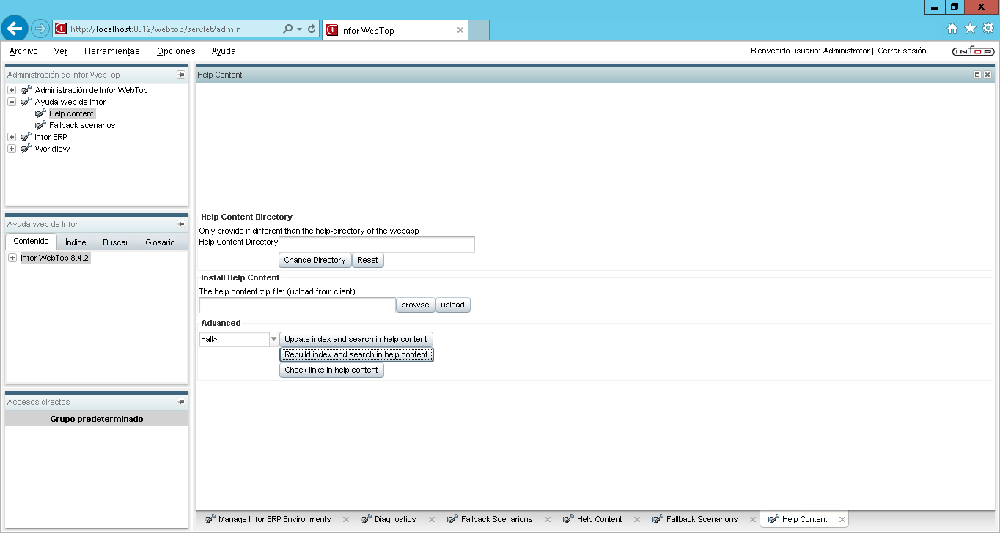 http://localhost:8312/webtop/servlet/admin
Infor WebTop
Archivo Ver Herramientas Opciones Ayuda
Bienvenido usuario: Administrator | Cerrar sesión
infor
Administración de Infor WebTop
Administración de Infor WebTop
Ayuda web de Infor
Help content
Fallback scenarios
Infor ERP
Workflow
Ayuda web de Infor
Contenido Índice Buscar Glosario
Infor WebTop 8.4.2
Accesos directos
Grupo predeterminado
Help Content
Help Content Directory
Only provide if different than the help-directory of the webapp
Help Content Directory
Change Directory Reset
Install Help Content
The help content zip file: (upload from client)
browse upload
Advanced
<all> Update index and search in help content
Rebuild index and search in help content
Check links in help content
Manage Infor ERP Environments Diagnostics Fallback Scenarions Help Content Fallback Scenarions Help Content